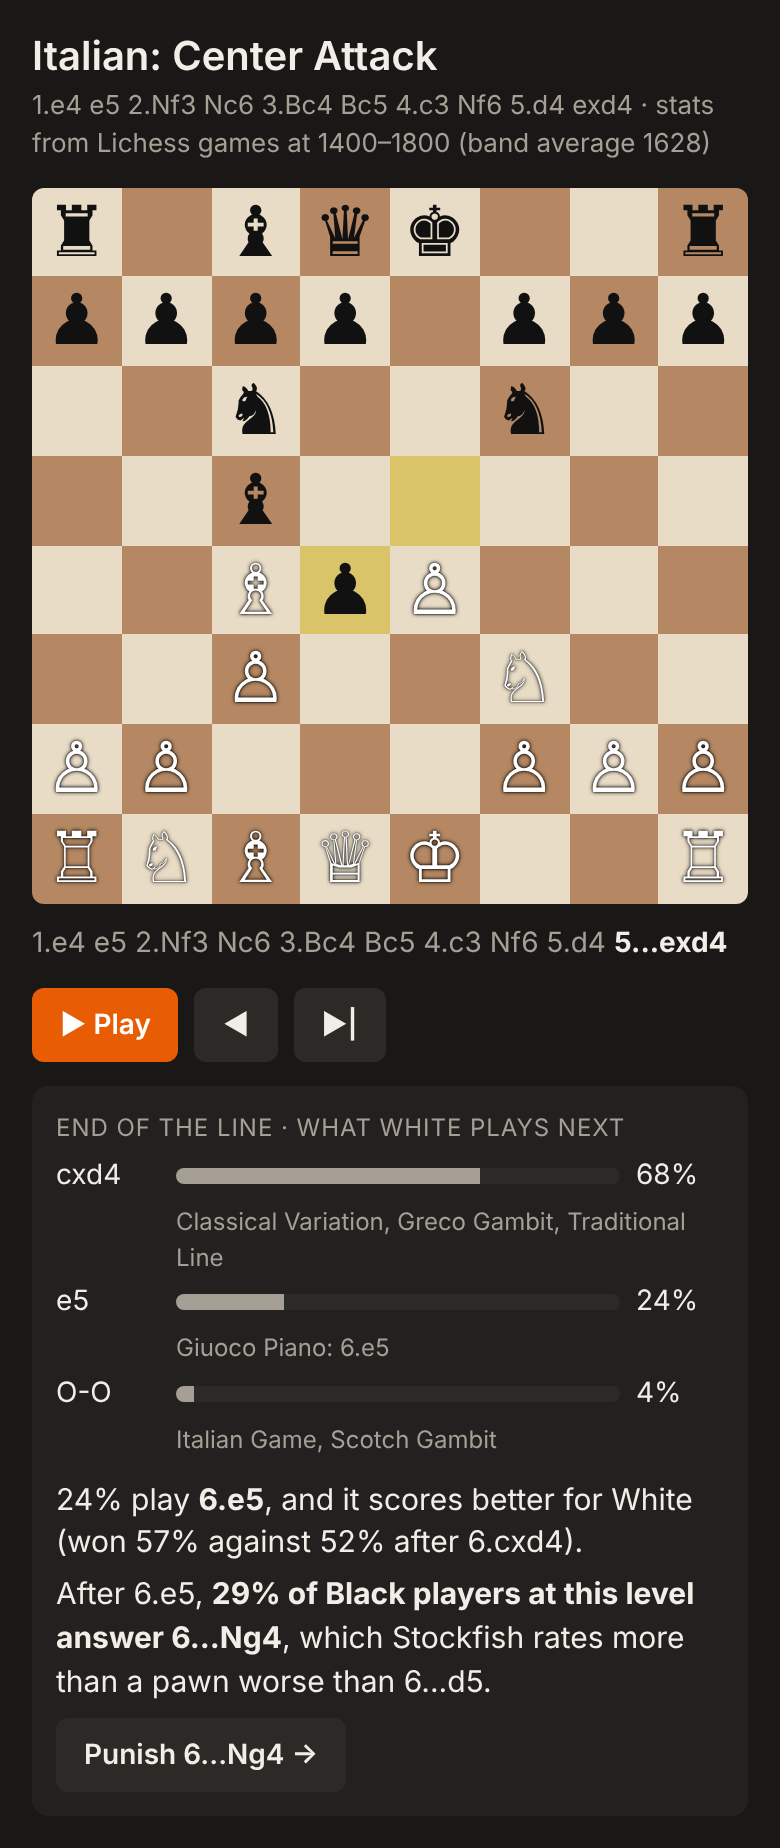 Italian: Center Attack
1.e4 e5 2.Nf3 Nc6 3.Bc4 Bc5 4.c3 Nf6 5.d4 exd4 · stats
from Lichess games at 1400–1800 (band average 1628)
1.e4 e5 2.Nf3 Nc6 3.Bc4 Bc5 4.c3 Nf6 5.d4 5…exd4
▶ Play ◀ ▶|
END OF THE LINE · WHAT WHITE PLAYS NEXT
cxd4 68%
Classical Variation, Greco Gambit, Traditional
Line
e5 24%
Giuoco Piano: 6.e5
O-O 4%
Italian Game, Scotch Gambit
24% play 6.e5, and it scores better for White
(won 57% against 52% after 6.cxd4).
After 6.e5, 29% of Black players at this level
answer 6…Ng4, which Stockfish rates more
than a pawn worse than 6…d5.
Punish 6…Ng4 →